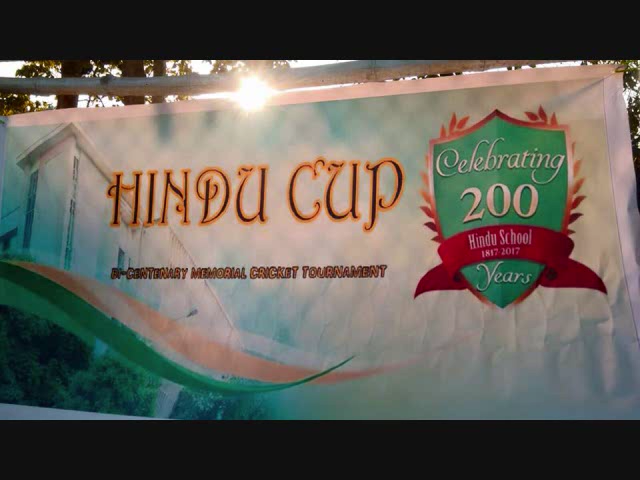 HINDU CUP
BI-CENTENARY MEMORIAL CRICKET TOURNAMENT
Celebrating
200
Hindu School
1817 2017
Years